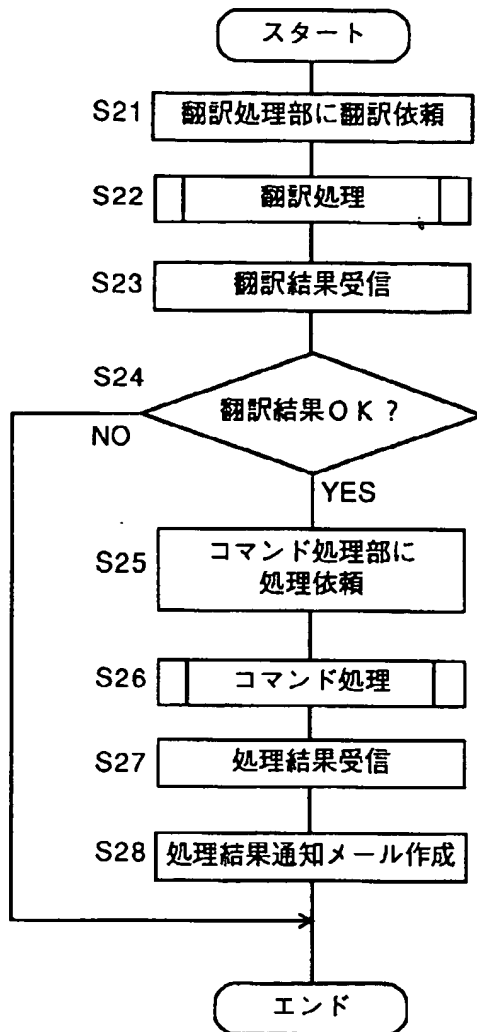 スタート
S21
翻訳処理部に翻訳依頼
S22
翻訳処理
S23
翻訳結果受信
S24
翻訳結果OK?
NO
YES
S25
コマンド処理部に
処理依頼
S26
コマンド処理
S27
処理結果受信
S28
処理結果通知メール作成
エンド